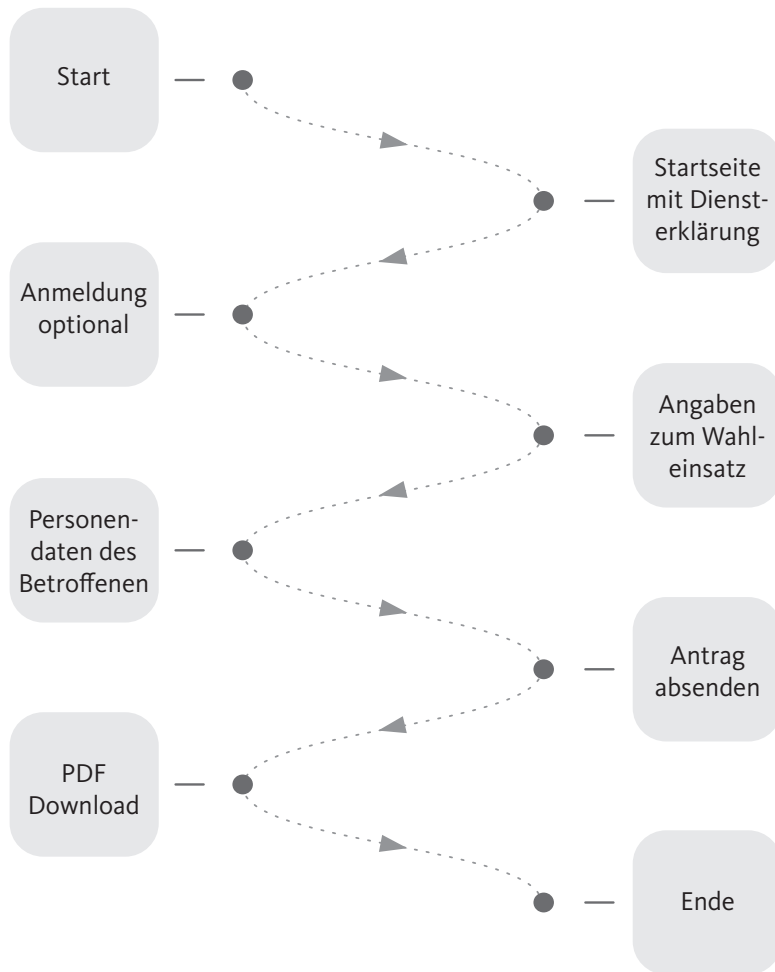 Start
Startseite
mit Dienst-
erklärung
Anmeldung
optional
Angaben
zum Wahl-
einsatz
Personen-
daten des
Betroffenen
Antrag
absenden
PDF
Download
Ende